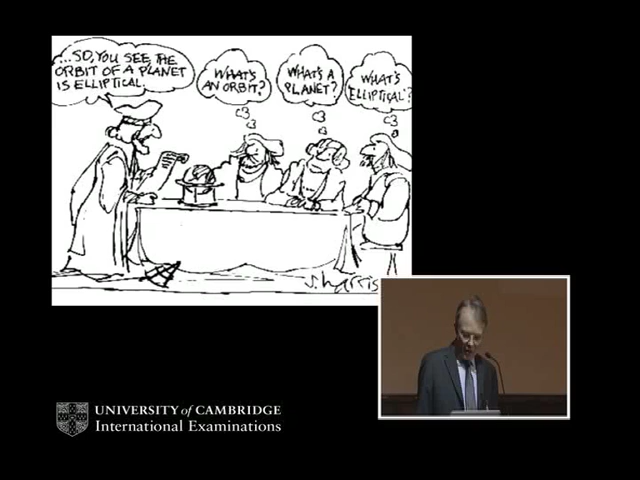 ...SO, YOU SEE THE
ORBIT OF A PLANET
IS ELLIPTICAL.
WHAT'S
AN ORBIT?
WHAT'S A
PLANET?
WHAT'S
'ELLIPTICAL'?
S. harris
UNIVERSITY of CAMBRIDGE
International Examinations